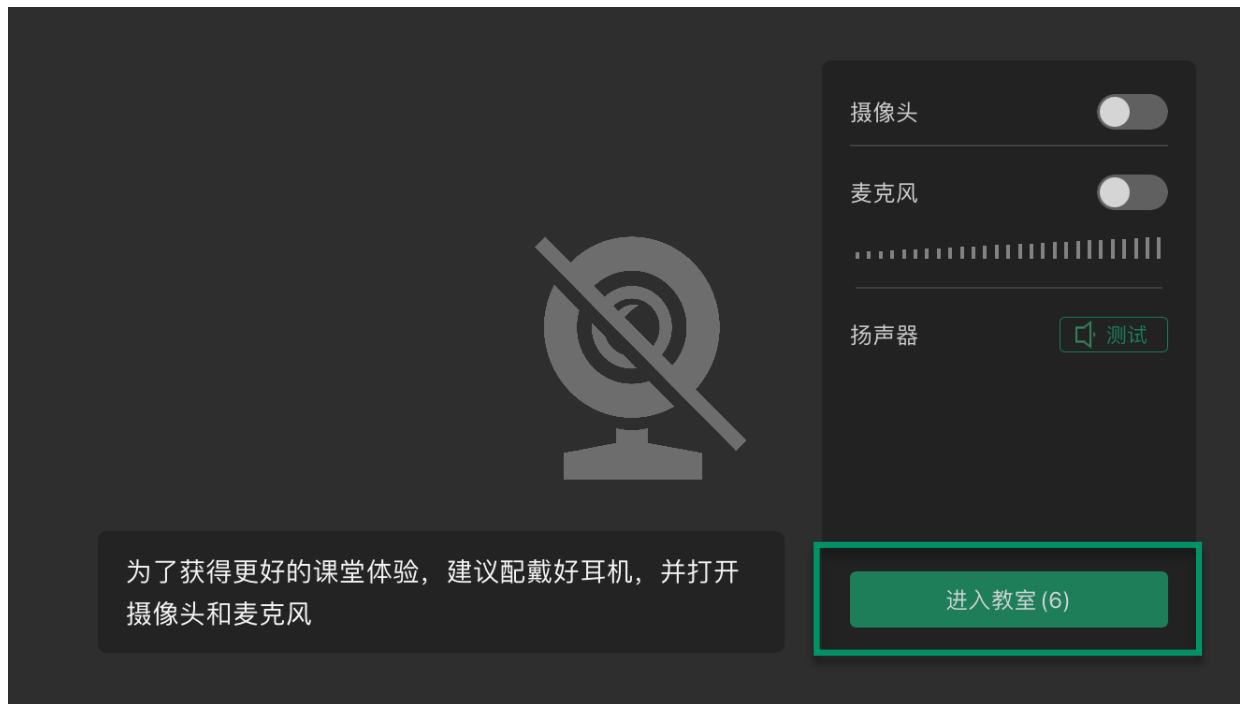 摄像头
麦克风
扬声器
测试
为了获得更好的课堂体验，建议配戴好耳机，并打开
摄像头和麦克风
进入教室(6)